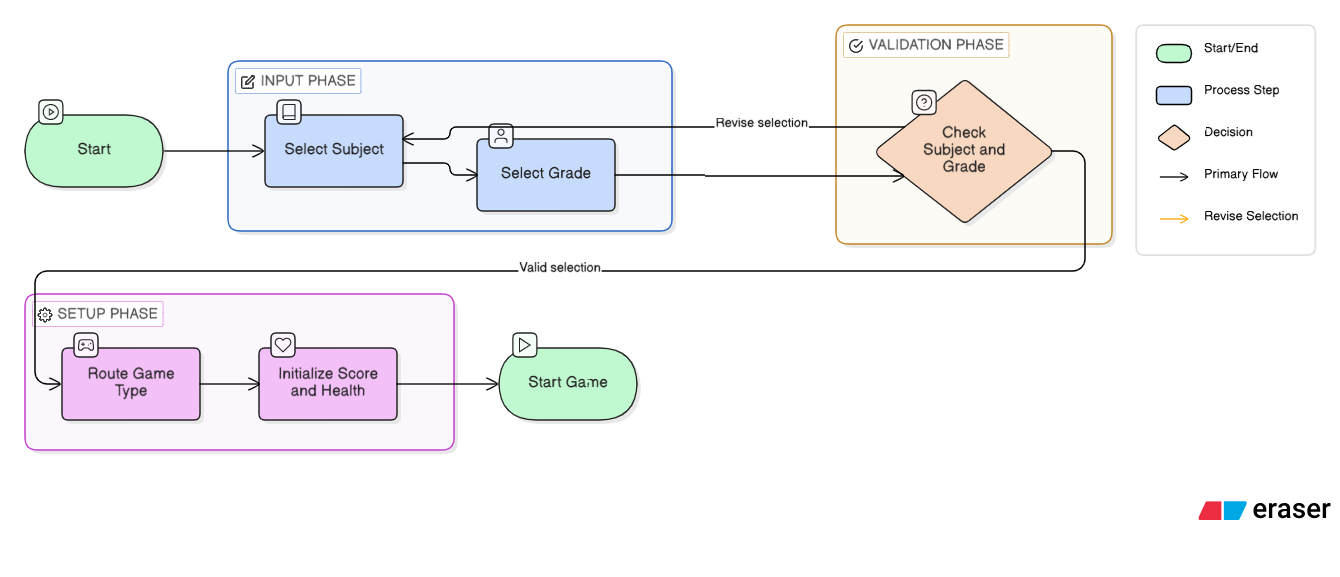 INPUT PHASE
VALIDATION PHASE
Start
Select Subject
Select Grade
Revise selection
Check
Subject and
Grade
Start/End
Process Step
Decision
Primary Flow
Revise Selection
Valid selection
SETUP PHASE
Route Game
Type
Initialize Score
and Health
Start Game
eraser